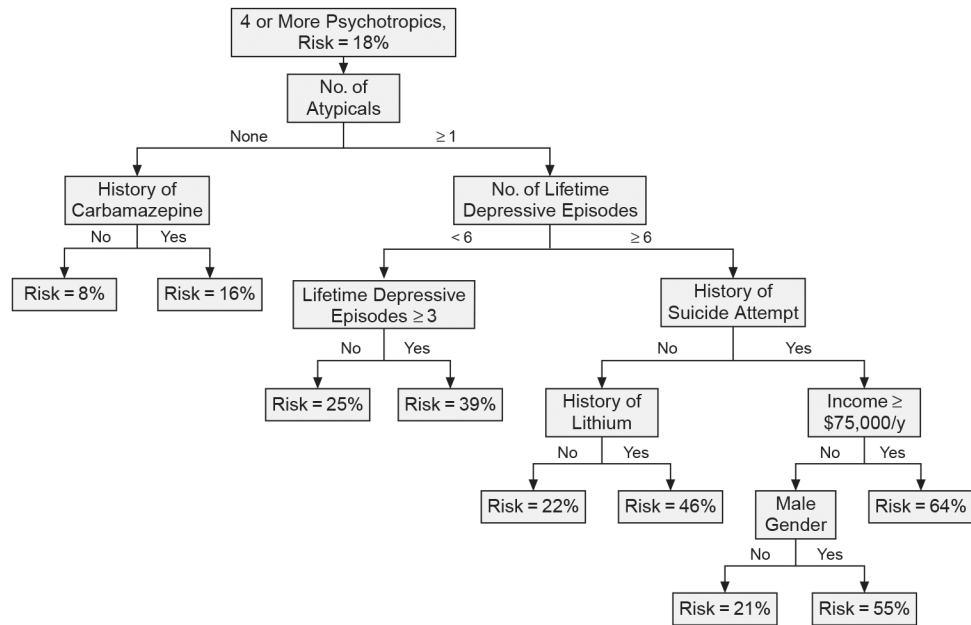 4 or More Psychotropics,
Risk = 18%
No. of
Atypicals
None
≥ 1
History of
Carbamazepine
No. of Lifetime
Depressive Episodes
No
Yes
< 6
≥ 6
Risk = 8%
Risk = 16%
Lifetime Depressive
Episodes ≥ 3
History of
Suicide Attempt
No
Yes
No
Yes
Risk = 25%
Risk = 39%
History of
Lithium
Income ≥
$75,000/y
No
Yes
No
Yes
Risk = 22%
Risk = 46%
Male
Gender
Risk = 64%
No
Yes
Risk = 21%
Risk = 55%